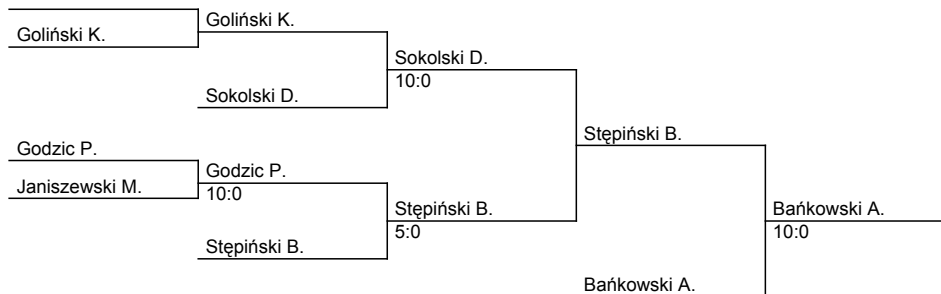 Goliński K.
Goliński K.
Sokolski D.
10:0
Sokolski D.
Stępiński B.
Godzic P.
Godzic P.
10:0
Janiszewski M.
Stępiński B.
5:0
Stępiński B.
Bańkowski A.
10:0
Bańkowski A.